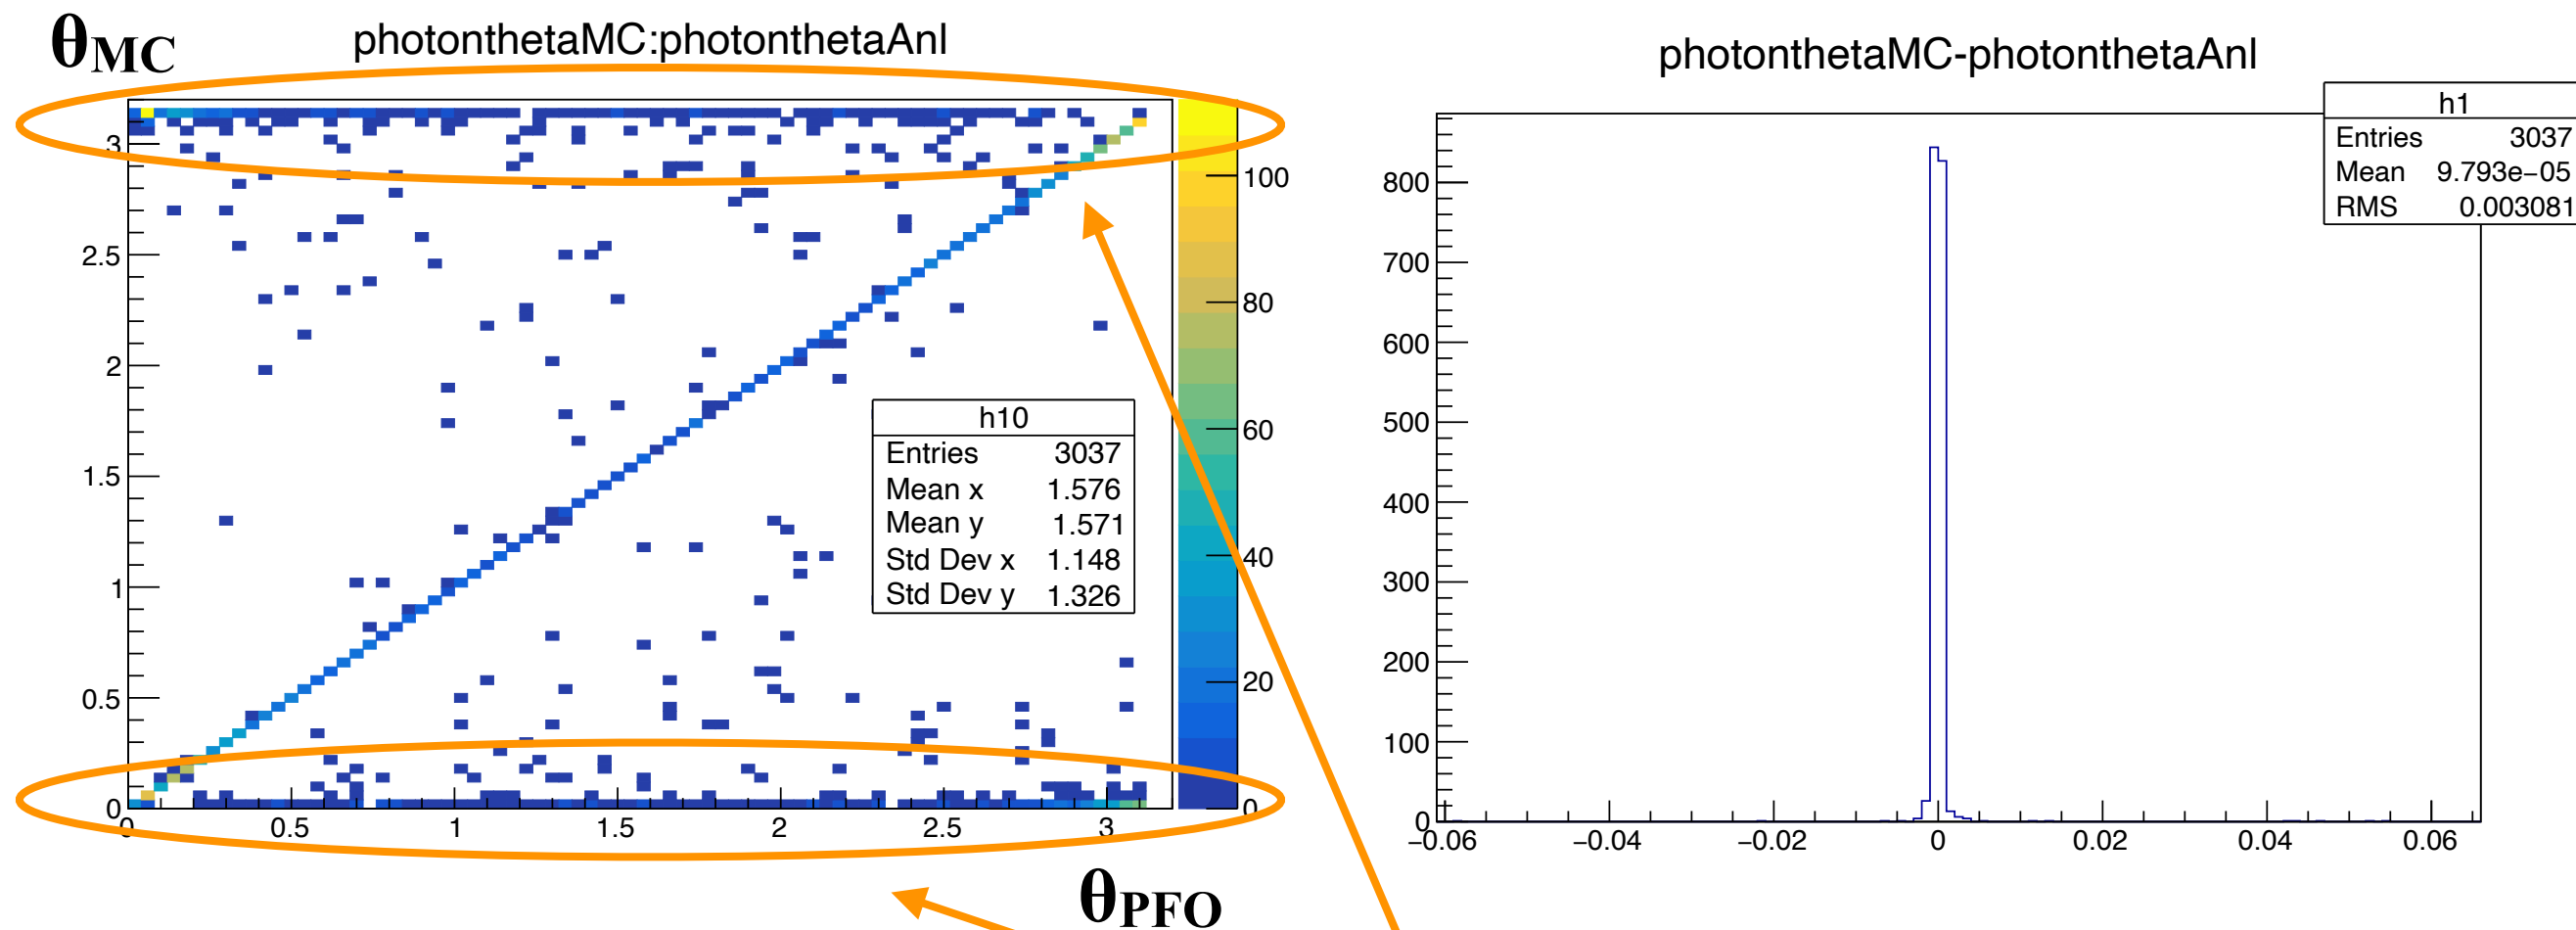 θMC
photonthetaMC:photonthetaAnl
3
2.5
2
1.5
1
0.5
0
0 0.5 1 1.5 2 2.5 3
100
80
60
40
20
0
h10
Entries 3037
Mean x 1.576
Mean y 1.571
Std Dev x 1.148
Std Dev y 1.326
θPFO
photonthetaMC-photonthetaAnl
h1
Entries 3037
Mean 9.793e−05
RMS 0.003081
800
700
600
500
400
300
200
100
0
−0.06 −0.04 −0.02 0 0.02 0.04 0.06